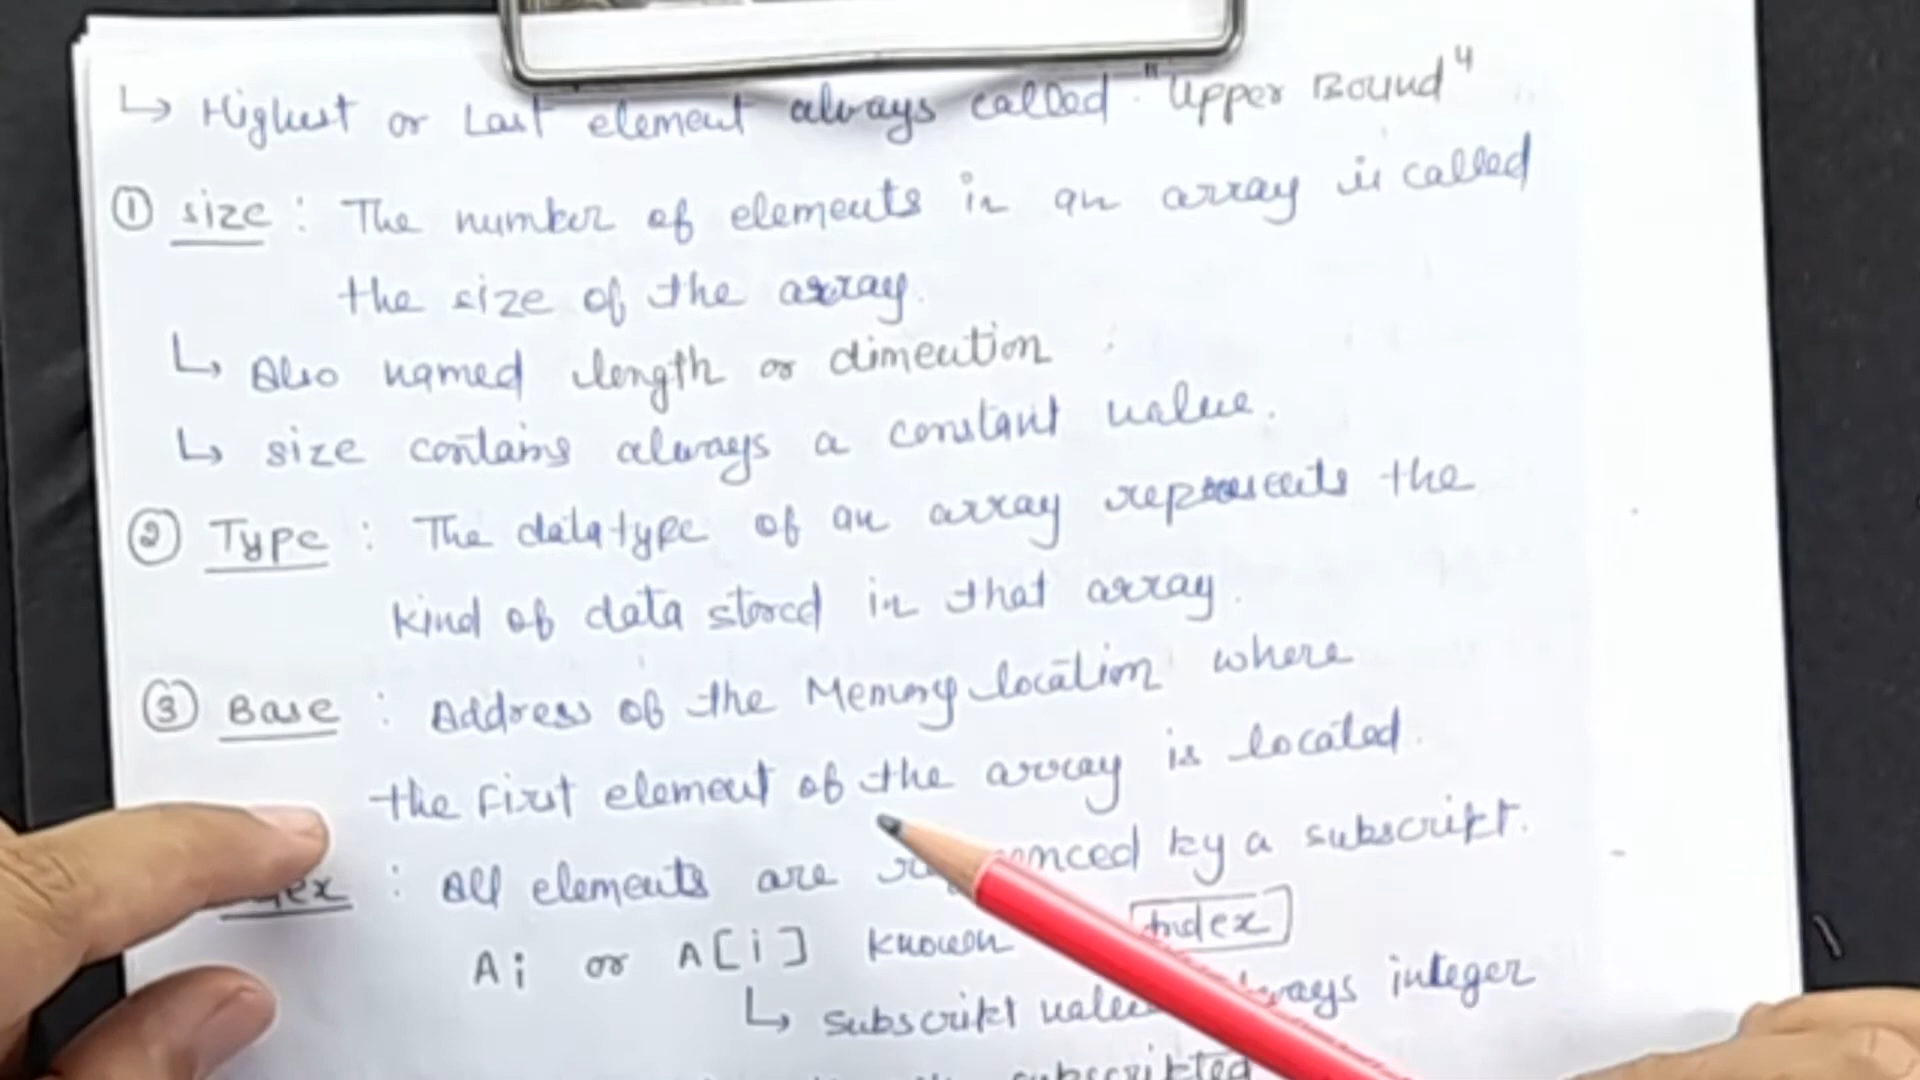 ↳ Highest or Last element always called "Upper Bound"
① size : The number of elements in an array is called
the size of the array.
↳ Also named length or dimention
↳ size contains always a constant value.
② Type : The datatype of an array represents the
kind of data stored in that array.
③ Base : Address of the Memory location where
the First element of the array is located.
: All elements are by a subscript.
Ai or A[i] known Index
↳ subscript value always integer
subscripted